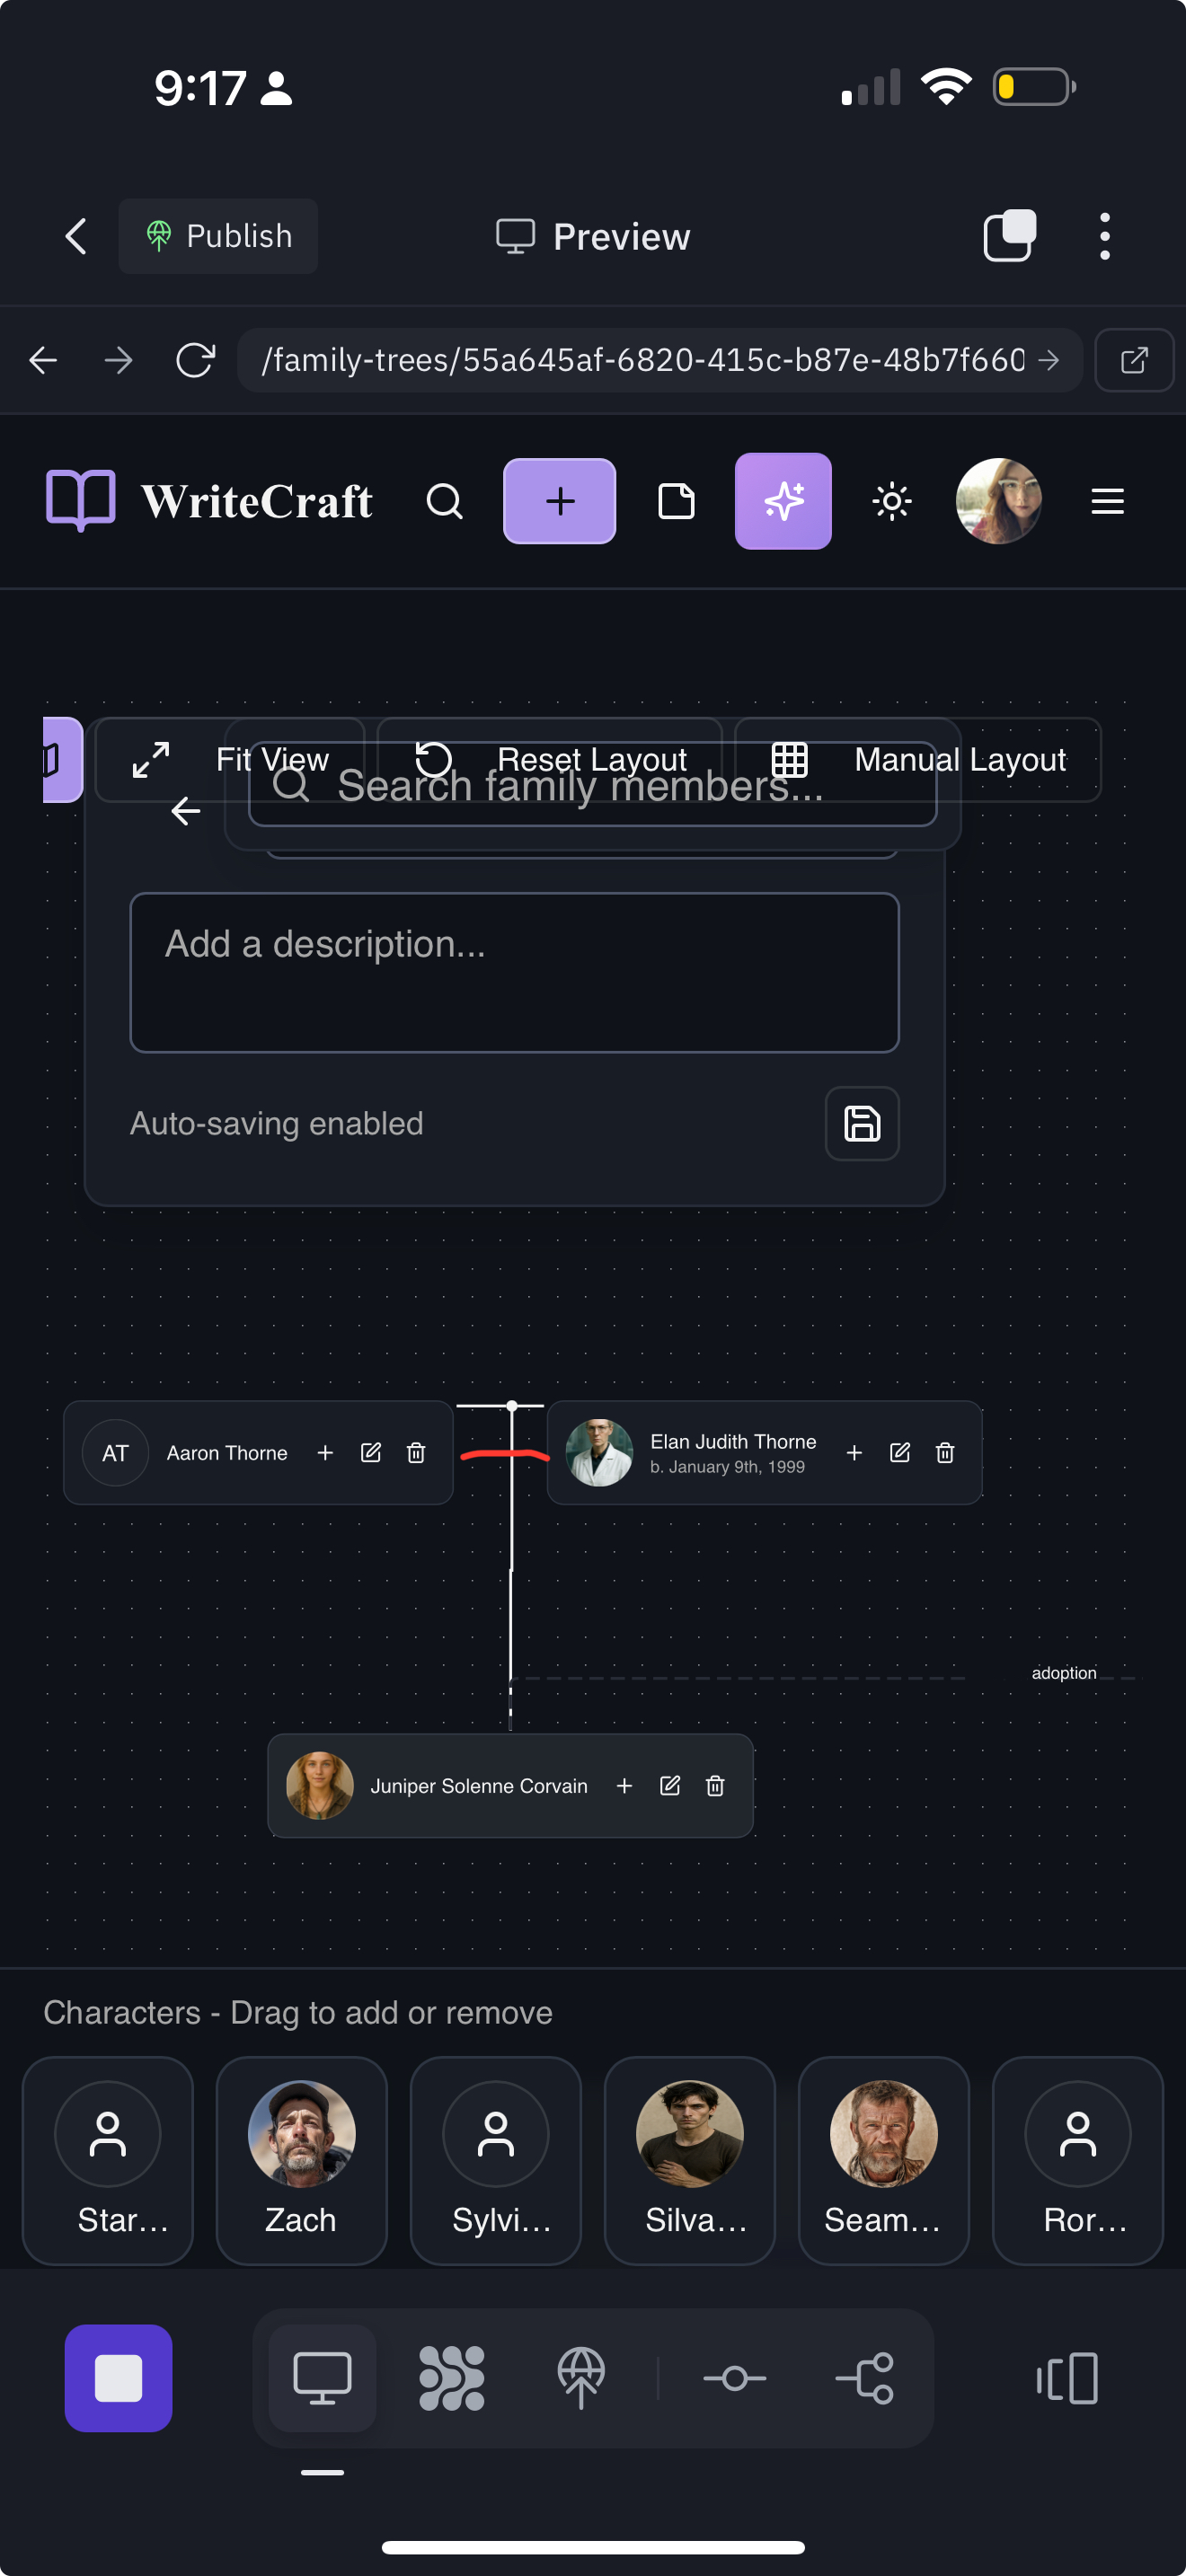 9:17
Publish
Preview
/family-trees/55a645af-6820-415c-b87e-48b7f660
WriteCraft
Fit View
Reset Layout
Manual Layout
Search family members...
Add a description...
Auto-saving enabled
AT
Aaron Thorne
Elan Judith Thorne
b. January 9th, 1999
adoption
Juniper Solenne Corvain
Characters - Drag to add or remove
Star...
Zach
Sylvi...
Silva...
Seam...
Ror...